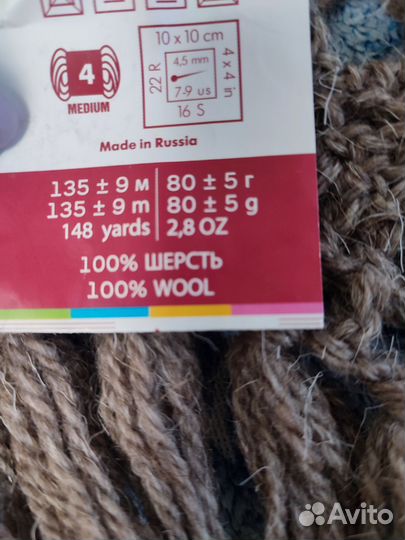 10 x 10 cm
4
MEDIUM
22 R
4,5 mm
7-9 us
4 x 4 in
16 S
Made in Russia
135 ± 9 м 80 ± 5 г
135 ± 9 m 80 ± 5 g
148 yards 2,8 OZ
100% ШЕРСТЬ
100% WOOL
Avito